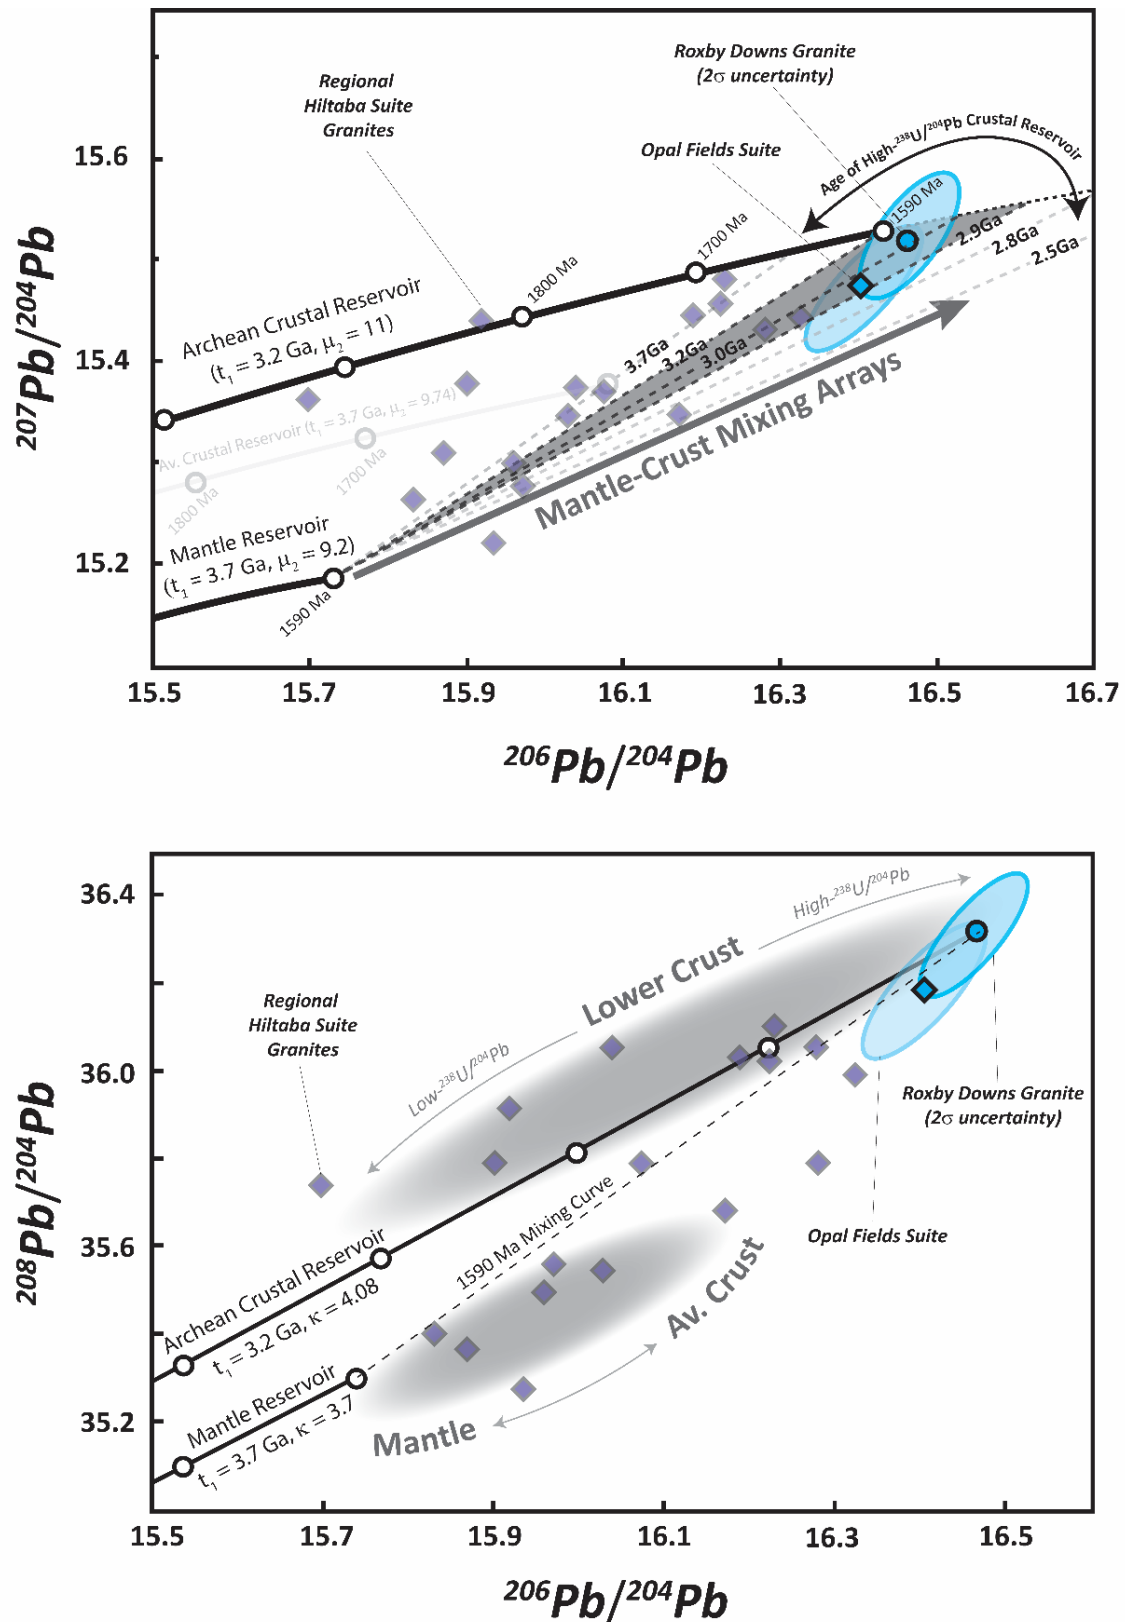 Roxby Downs Granite
(2σ uncertainty)
Regional
Hiltaba Suite
Granites
Opal Fields Suite
Age of High-²³⁸U/²⁰⁴Pb Crustal Reservoir
15.6
15.4
15.2
²⁰⁷Pb/²⁰⁴Pb
1590 Ma
1700 Ma
1800 Ma
Archean Crustal Reservoir
(t₁ = 3.2 Ga, μ₂ = 11)
2.9Ga
2.8Ga
2.5Ga
3.7Ga
3.2Ga
3.0Ga
Av. Crustal Reservoir (t₁ = 3.7 Ga, μ₂ = 9.74)
1700 Ma
1800 Ma
Mantle-Crust Mixing Arrays
Mantle Reservoir
(t₁ = 3.7 Ga, μ₂ = 9.2)
1590 Ma
15.5 15.7 15.9 16.1 16.3 16.5 16.7
²⁰⁶Pb/²⁰⁴Pb
36.4
36.0
35.6
35.2
²⁰⁸Pb/²⁰⁴Pb
High-²³⁸U/²⁰⁴Pb
Lower Crust
Low-²³⁸U/²⁰⁴Pb
Regional
Hiltaba Suite
Granites
Roxby Downs Granite
(2σ uncertainty)
Opal Fields Suite
1590 Ma Mixing Curve
Archean Crustal Reservoir
t₁ = 3.2 Ga, κ = 4.08
Av. Crust
Mantle Reservoir
t₁ = 3.7 Ga, κ = 3.7
Mantle
15.5 15.7 15.9 16.1 16.3 16.5
²⁰⁶Pb/²⁰⁴Pb